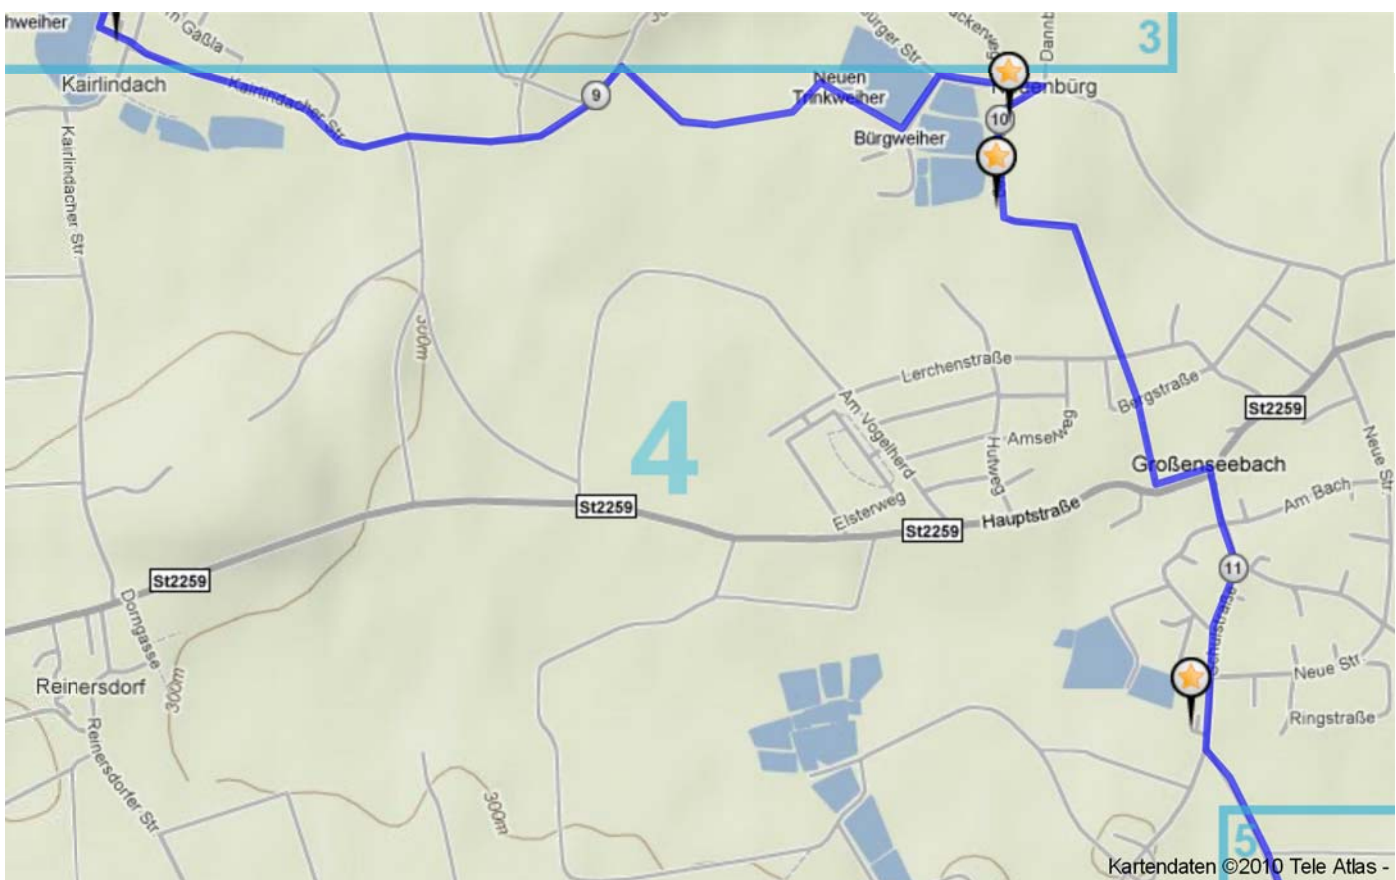 hweiher
Gaßla
3
Kairlindach
Kairlindacher Str.
Kairlindacher Str.
9
Neuen
Trinkweiher
Bürgweiher
10
300m
Lerchenstraße
Am Vogelherd
Amselweg
Hutweg
Elsterweg
Bergstraße
St2259
4
Großenseebach
Neue Str.
Am Bach
St2259
Hauptstraße
St2259
St2259
11
Dorngasse
Reinersdorf
300m
Reinersdorfer Str.
Neue Str.
Ringstraße
300m
5
Kartendaten ©2010 Tele Atlas -